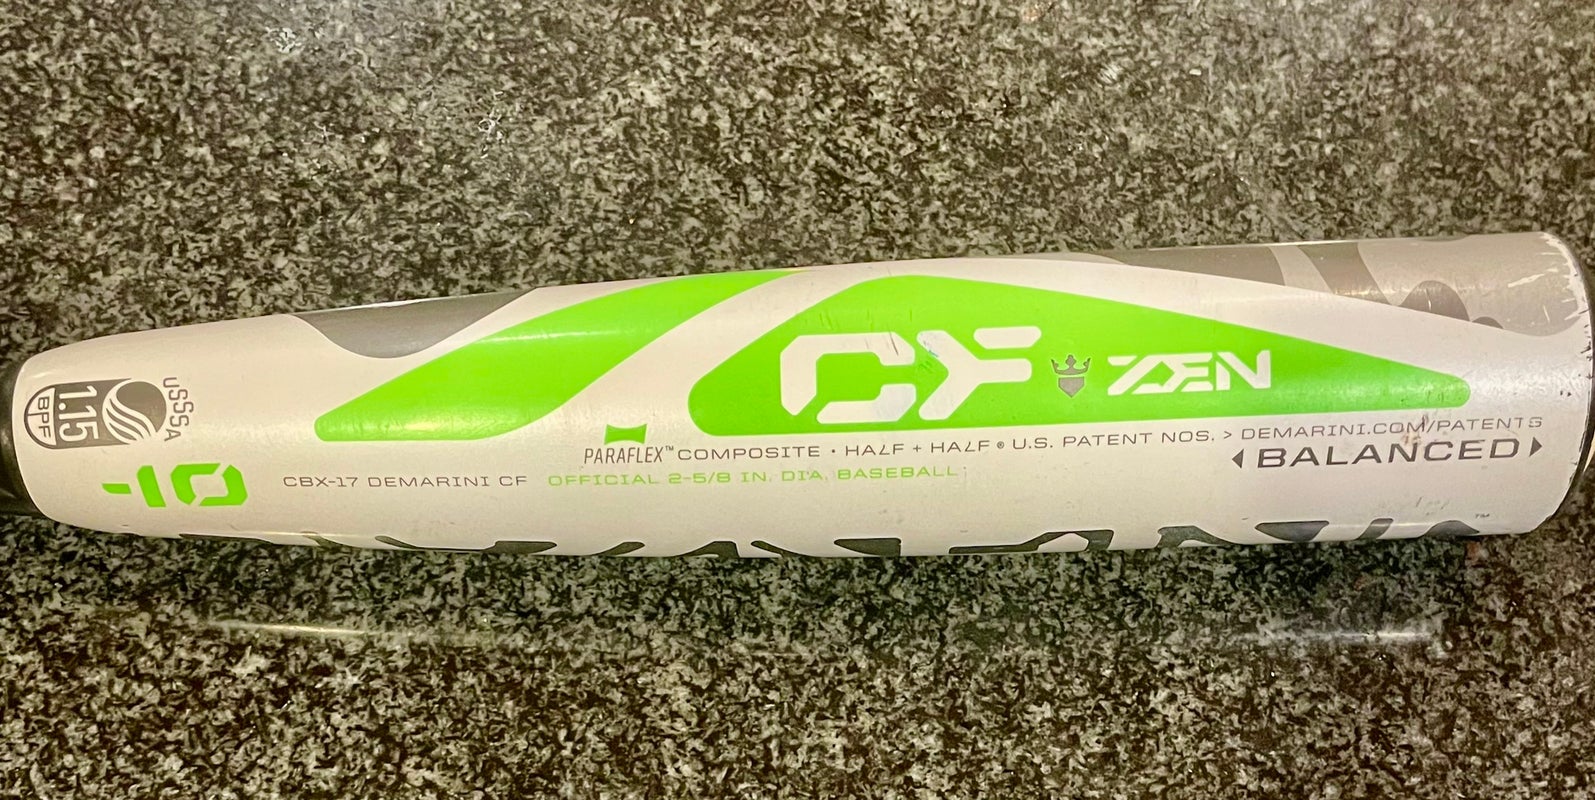 USSSA
1.15
BPF
-10
CF ZEN
PARAFLEX™ COMPOSITE • HALF + HALF ® U.S. PATENT NOS. > DEMARINI.COM/PATENTS
◄BALANCED►
CBX-17 DEMARINI CF OFFICIAL 2-5/8 IN. DIA. BASEBALL
TM